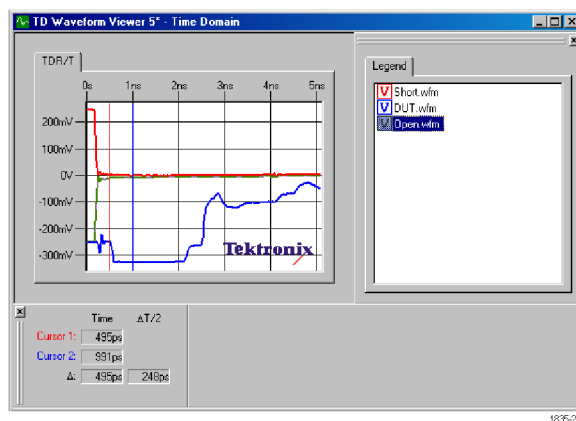 TD Waveform Viewer 5* - Time Domain
TDR/T
0s 1ns 2ns 3ns 4ns 5ns
200mV
100mV
0V
-100mV
-200mV
-300mV
Tektronix
Legend
Short.wfm
DUT.wfm
Open.wfm
Time ΔT/2
Cursor 1: 495ps
Cursor 2: 991ps
Δ: 495ps 248ps